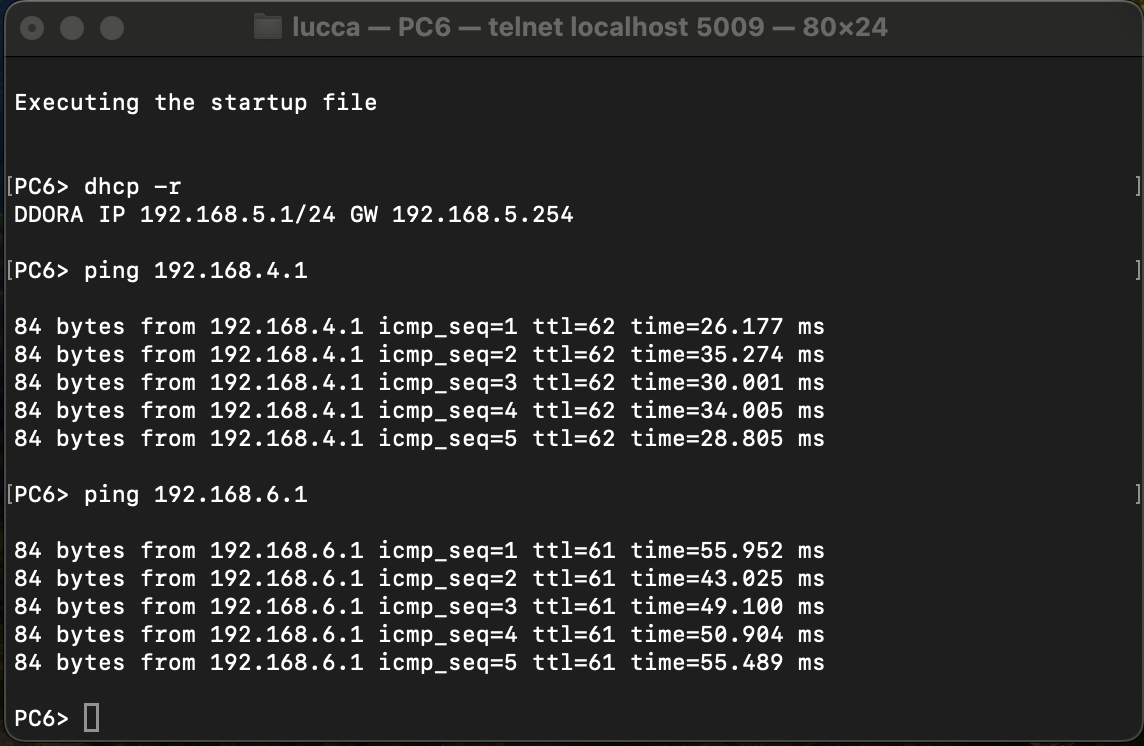 lucca — PC6 — telnet localhost 5009 — 80×24
Executing the startup file
[PC6> dhcp -r ]
DDORA IP 192.168.5.1/24 GW 192.168.5.254
[PC6> ping 192.168.4.1 ]
84 bytes from 192.168.4.1 icmp_seq=1 ttl=62 time=26.177 ms
84 bytes from 192.168.4.1 icmp_seq=2 ttl=62 time=35.274 ms
84 bytes from 192.168.4.1 icmp_seq=3 ttl=62 time=30.001 ms
84 bytes from 192.168.4.1 icmp_seq=4 ttl=62 time=34.005 ms
84 bytes from 192.168.4.1 icmp_seq=5 ttl=62 time=28.805 ms
[PC6> ping 192.168.6.1 ]
84 bytes from 192.168.6.1 icmp_seq=1 ttl=61 time=55.952 ms
84 bytes from 192.168.6.1 icmp_seq=2 ttl=61 time=43.025 ms
84 bytes from 192.168.6.1 icmp_seq=3 ttl=61 time=49.100 ms
84 bytes from 192.168.6.1 icmp_seq=4 ttl=61 time=50.904 ms
84 bytes from 192.168.6.1 icmp_seq=5 ttl=61 time=55.489 ms
PC6>